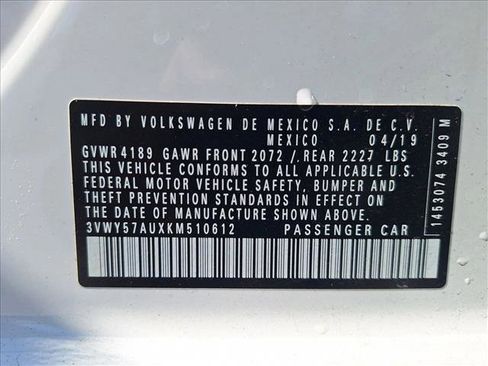 MFD BY VOLKSWAGEN DE MEXICO S.A. DE C.V.
MEXICO 04/19
GVWR 4189 GAWR FRONT 2072 / REAR 2227 LBS
THIS VEHICLE CONFORMS TO ALL APPLICABLE U.S.
FEDERAL MOTOR VEHICLE SAFETY, BUMPER AND
THEFT PREVENTION STANDARDS IN EFFECT ON THE
DATE OF MANUFACTURE SHOWN ABOVE.
3VWY57AUXKM510612 PASSENGER CAR
1453074 3409 M